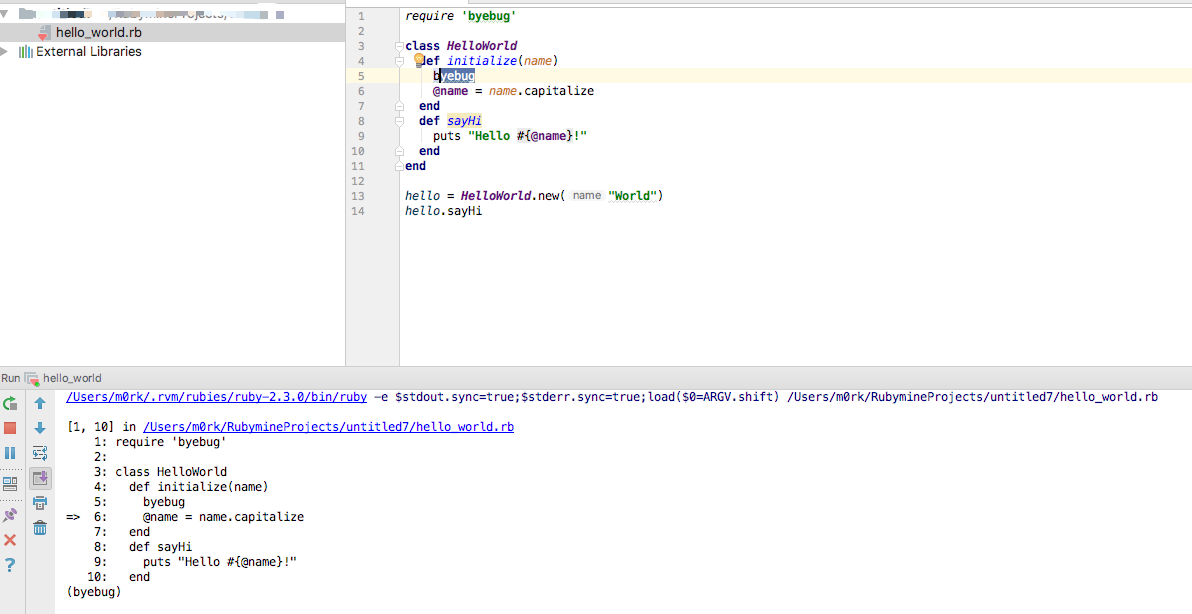 hello_world.rb
External Libraries
1 require 'byebug'
2
3 class HelloWorld
4 def initialize(name)
5 byebug
6 @name = name.capitalize
7 end
8 def sayHi
9 puts "Hello #{@name}!"
10 end
11 end
12
13 hello = HelloWorld.new( name "World")
14 hello.sayHi
Run hello_world
/Users/m0rk/.rvm/rubies/ruby-2.3.0/bin/ruby -e $stdout.sync=true;$stderr.sync=true;load($0=ARGV.shift) /Users/m0rk/RubymineProjects/untitled7/hello_world.rb
[1, 10] in /Users/m0rk/RubymineProjects/untitled7/hello_world.rb
1: require 'byebug'
2:
3: class HelloWorld
4: def initialize(name)
5: byebug
=> 6: @name = name.capitalize
7: end
8: def sayHi
9: puts "Hello #{@name}!"
10: end
(byebug)